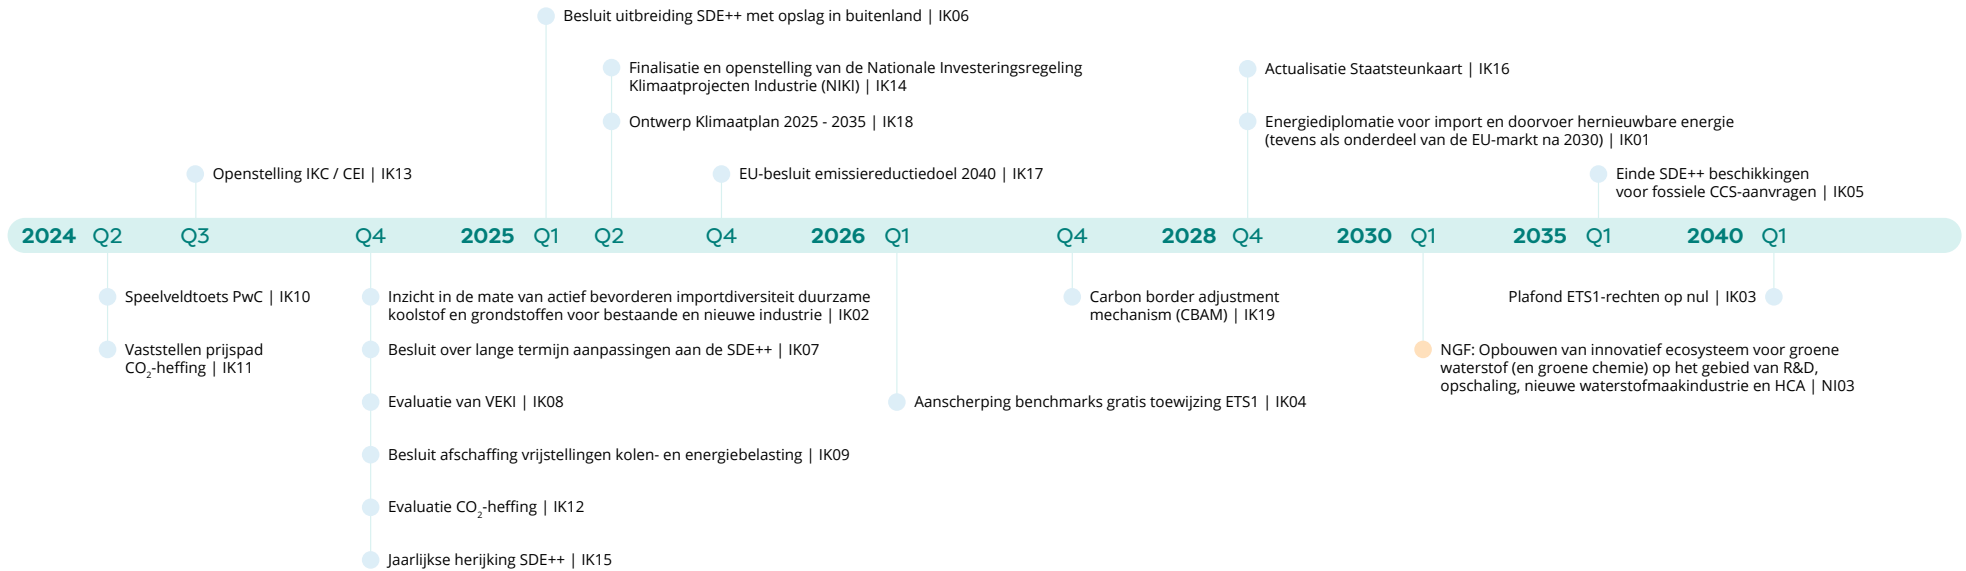 Besluit uitbreiding SDE++ met opslag in buitenland | IK06
Finalisatie en openstelling van de Nationale Investeringsregeling
Klimaatprojecten Industrie (NIKI) | IK14
Actualisatie Staatsteunkaart | IK16
Ontwerp Klimaatplan 2025 - 2035 | IK18
Energiediplomatie voor import en doorvoer hernieuwbare energie
(tevens als onderdeel van de EU-markt na 2030) | IK01
Openstelling IKC / CEI | IK13
EU-besluit emissiereductiedoel 2040 | IK17
Einde SDE++ beschikkingen
voor fossiele CCS-aanvragen | IK05
2024 Q2 Q3 Q4 2025 Q1 Q2 Q4 2026 Q1 Q4 2028 Q4 2030 Q1 2035 Q1 2040 Q1
Speelveldtoets PwC | IK10
Vaststellen prijspad
CO₂-heffing | IK11
Inzicht in de mate van actief bevorderen importdiversiteit duurzame
koolstof en grondstoffen voor bestaande en nieuwe industrie | IK02
Besluit over lange termijn aanpassingen aan de SDE++ | IK07
Evaluatie van VEKI | IK08
Besluit afschaffing vrijstellingen kolen- en energiebelasting | IK09
Evaluatie CO₂-heffing | IK12
Jaarlijkse herijking SDE++ | IK15
Aanscherping benchmarks gratis toewijzing ETS1 | IK04
Carbon border adjustment
mechanism (CBAM) | IK19
Plafond ETS1-rechten op nul | IK03
NGF: Opbouwen van innovatief ecosysteem voor groene
waterstof (en groene chemie) op het gebied van R&D,
opschaling, nieuwe waterstofmaakindustrie en HCA | NI03